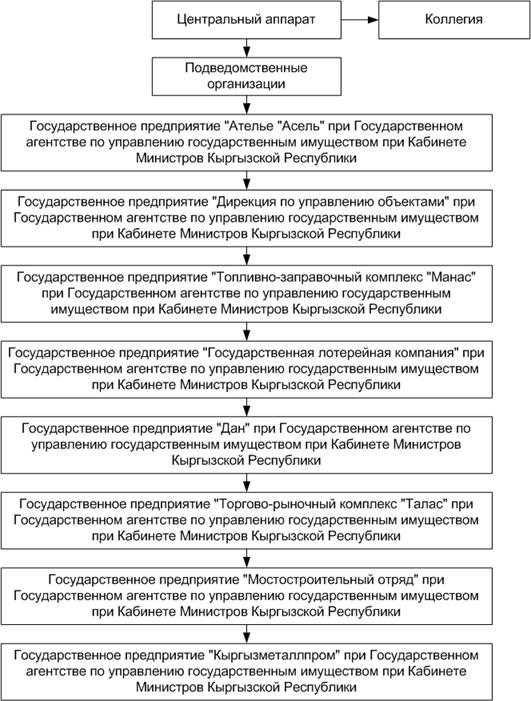 Центральный аппарат
Коллегия
Подведомственные
организации
Государственное предприятие "Ателье "Асель" при Государственном
агентстве по управлению государственным имуществом при Кабинете
Министров Кыргызской Республики
Государственное предприятие "Дирекция по управлению объектами" при
Государственном агентстве по управлению государственным имуществом
при Кабинете Министров Кыргызской Республики
Государственное предприятие "Топливно-заправочный комплекс "Манас"
при Государственном агентстве по управлению государственным
имуществом при Кабинете Министров Кыргызской Республики
Государственное предприятие "Государственная лотерейная компания" при
Государственном агентстве по управлению государственным имуществом
при Кабинете Министров Кыргызской Республики
Государственное предприятие "Дан" при Государственном агентстве по
управлению государственным имуществом при Кабинете Министров
Кыргызской Республики
Государственное предприятие "Торгово-рыночный комплекс "Талас" при
Государственном агентстве по управлению государственным имуществом
при Кабинете Министров Кыргызской Республики
Государственное предприятие "Мостостроительный отряд" при
Государственном агентстве по управлению государственным имуществом
при Кабинете Министров Кыргызской Республики
Государственное предприятие "Кыргызметаллпром" при Государственном
агентстве по управлению государственным имуществом при Кабинете
Министров Кыргызской Республики